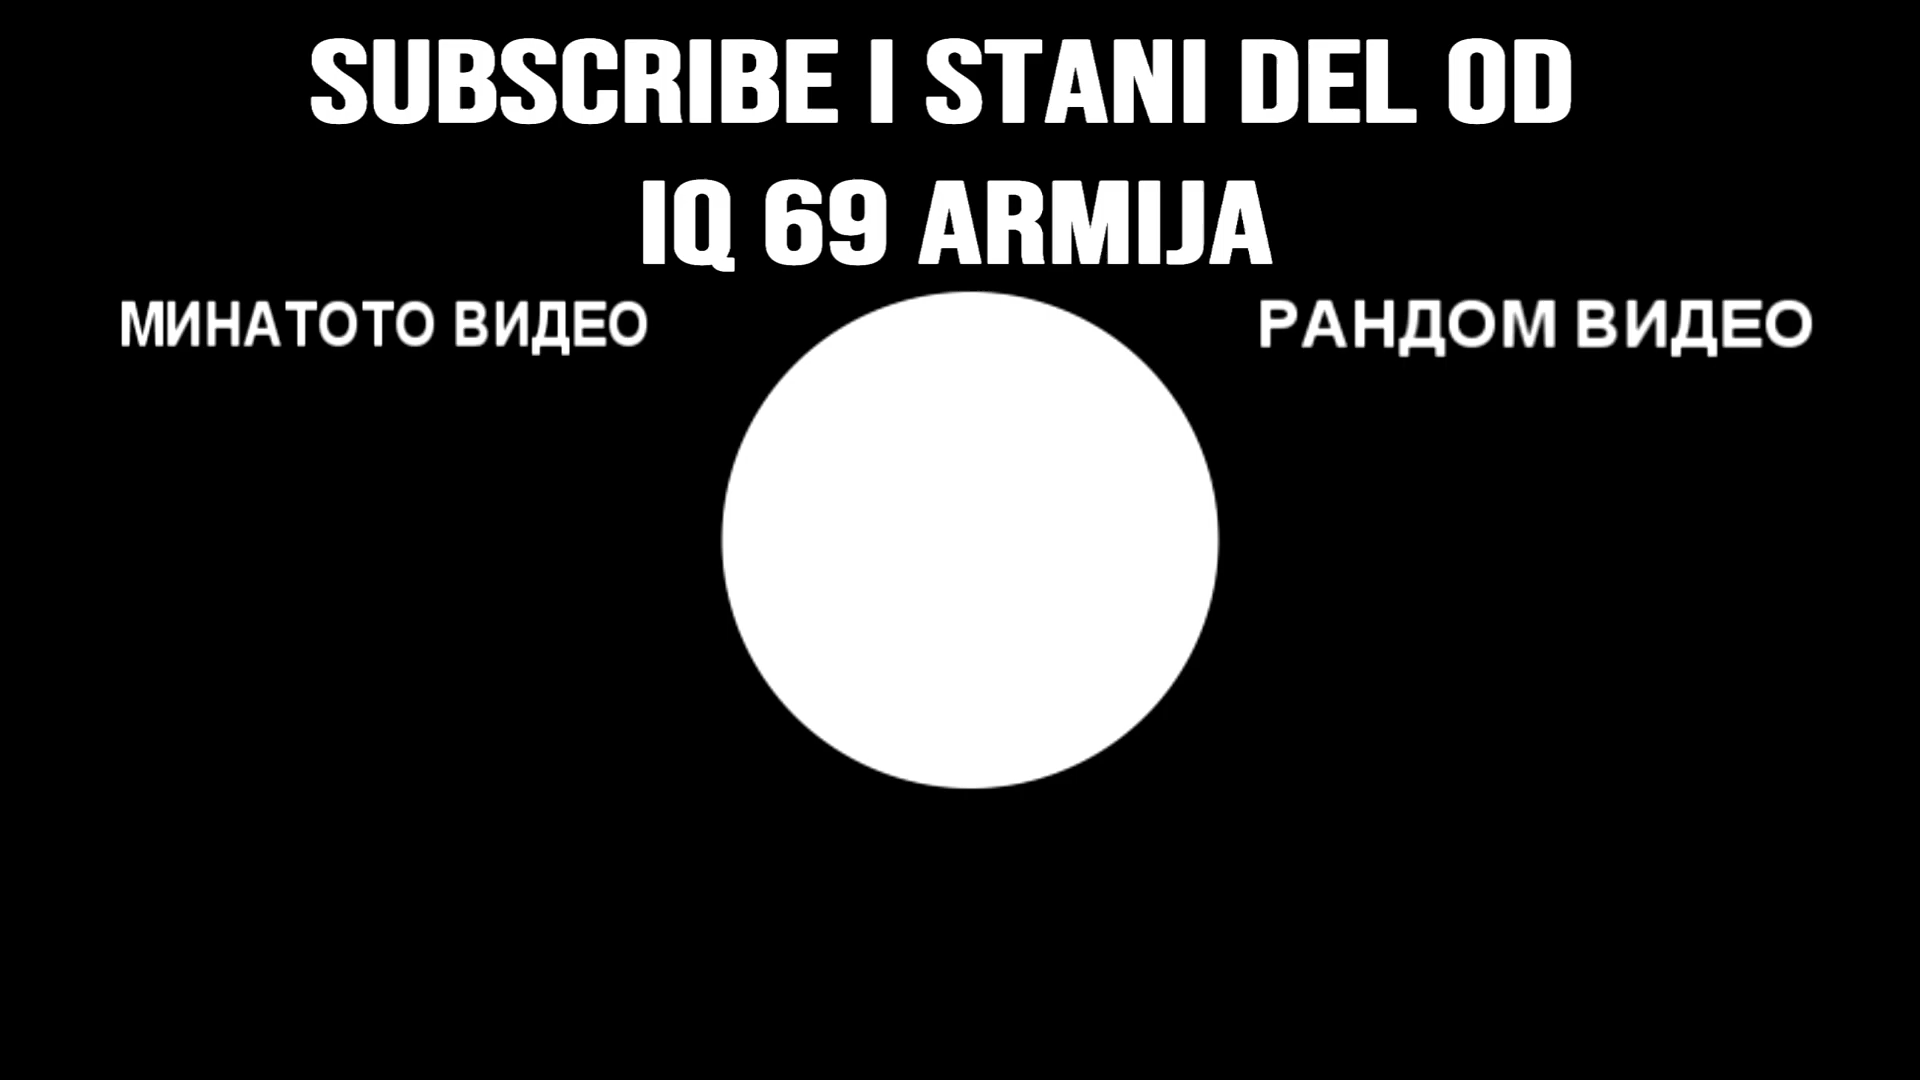 SUBSCRIBE I STANI DEL OD
IQ 69 ARMIJA
МИНАТОТО ВИДЕО
РАНДОМ ВИДЕО